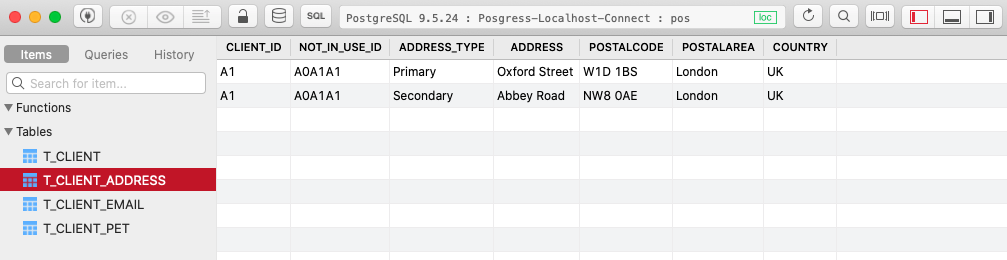 SQL PostgreSQL 9.5.24 : Posgress-Localhost-Connect : pos loc
Items Queries History
Search for item...
Functions
Tables
T_CLIENT
T_CLIENT_ADDRESS
T_CLIENT_EMAIL
T_CLIENT_PET
CLIENT_ID NOT_IN_USE_ID ADDRESS_TYPE ADDRESS POSTALCODE POSTALAREA COUNTRY
A1 A0A1A1 Primary Oxford Street W1D 1BS London UK
A1 A0A1A1 Secondary Abbey Road NW8 0AE London UK